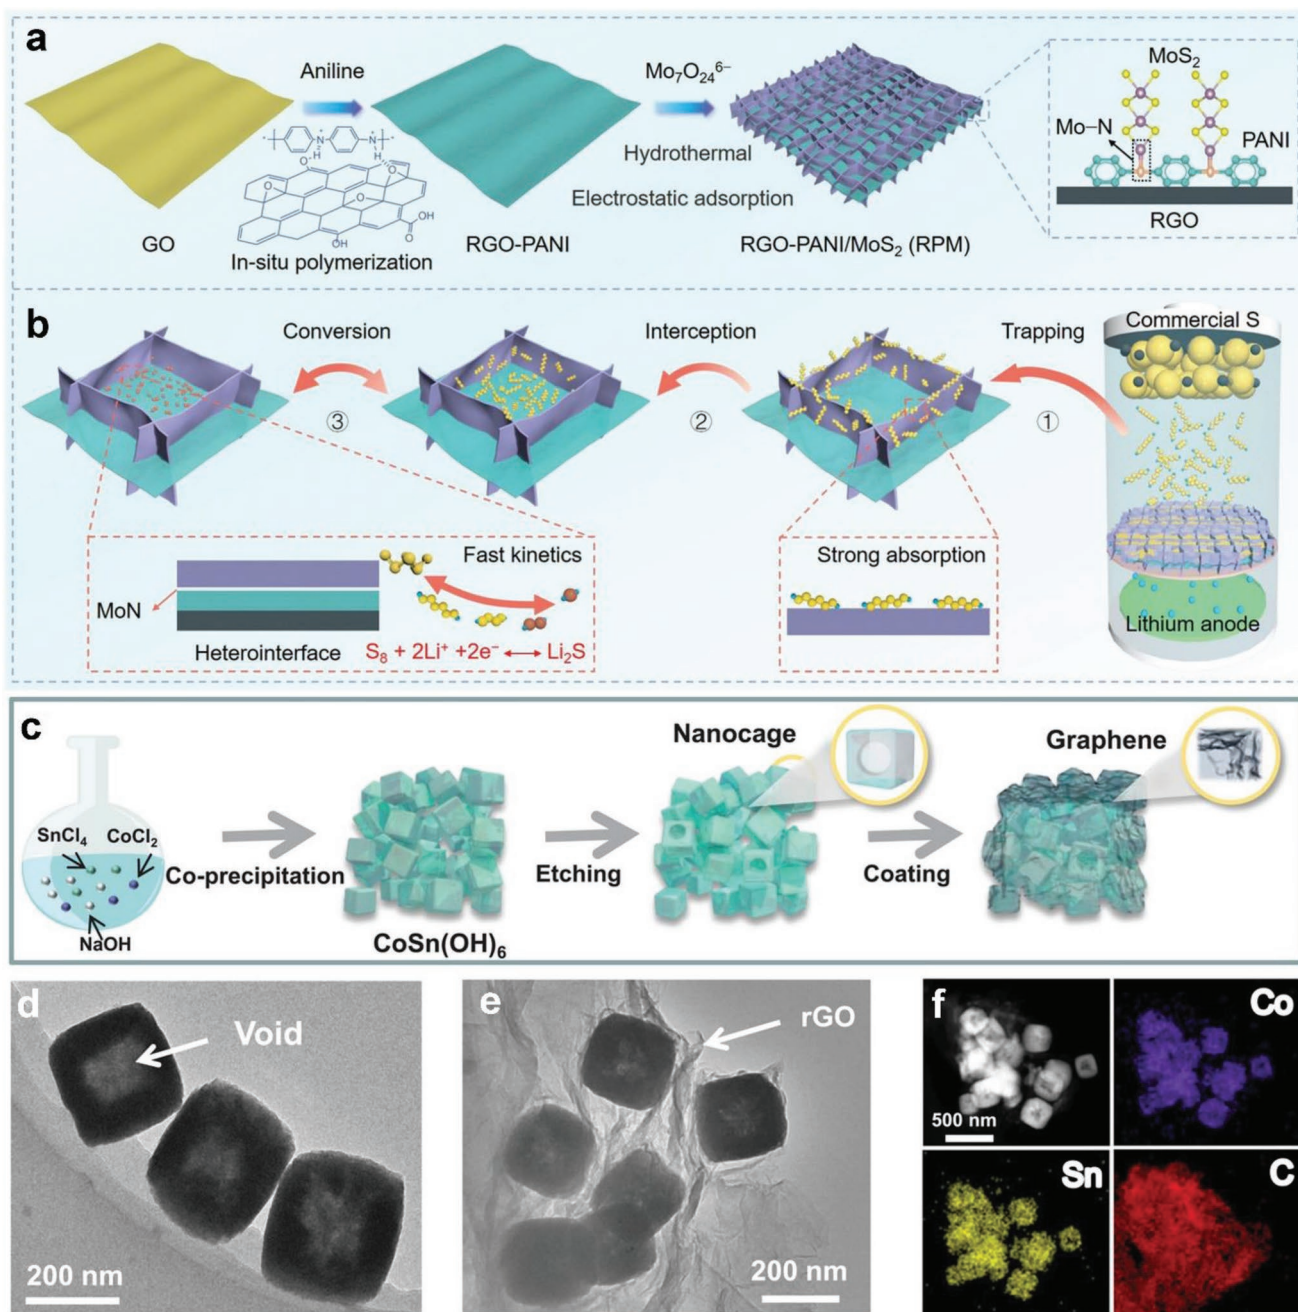 a
Aniline
GO
In-situ polymerization
RGO-PANI
Mo₇O₂₄⁶⁻
Hydrothermal
Electrostatic adsorption
RGO-PANI/MoS₂ (RPM)
MoS₂
Mo–N
PANI
RGO
N
N
H
H
O
O
O
O
O
OH
OH
b
Conversion
③
Interception
②
Trapping
①
Commercial S
Lithium anode
Fast kinetics
MoN
Heterointerface
S₈ + 2Li⁺ +2e⁻ ⟷ Li₂S
Strong absorption
c
SnCl₄
CoCl₂
NaOH
Co-precipitation
CoSn(OH)₆
Etching
Nanocage
Coating
Graphene
d
Void
200 nm
e
rGO
200 nm
f
500 nm
Co
Sn
C